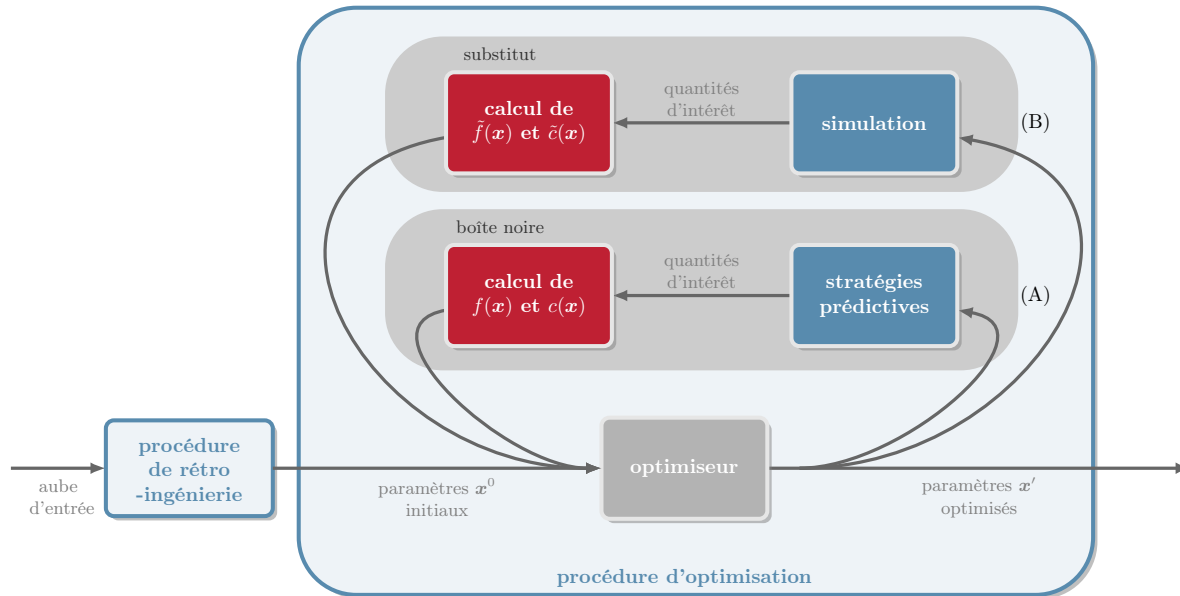 substitut
calcul de
f̃(x) et c̃(x)
quantités
d'intérêt
simulation
(B)
boîte noire
calcul de
f(x) et c(x)
quantités
d'intérêt
stratégies
prédictives
(A)
procédure
de rétro
-ingénierie
optimiseur
aube
d'entrée
paramètres x⁰
initiaux
paramètres x′
optimisés
procédure d'optimisation